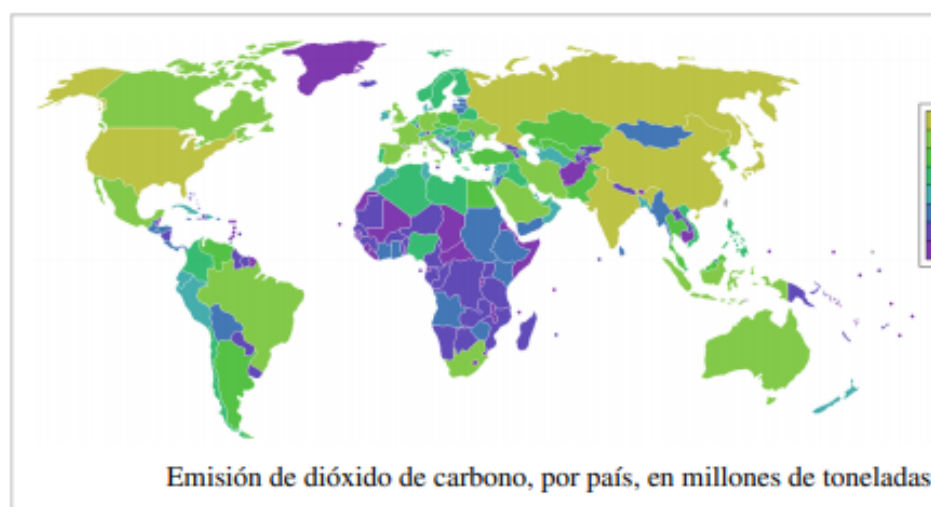 Emisión de dióxido de carbono, por país, en millones de toneladas